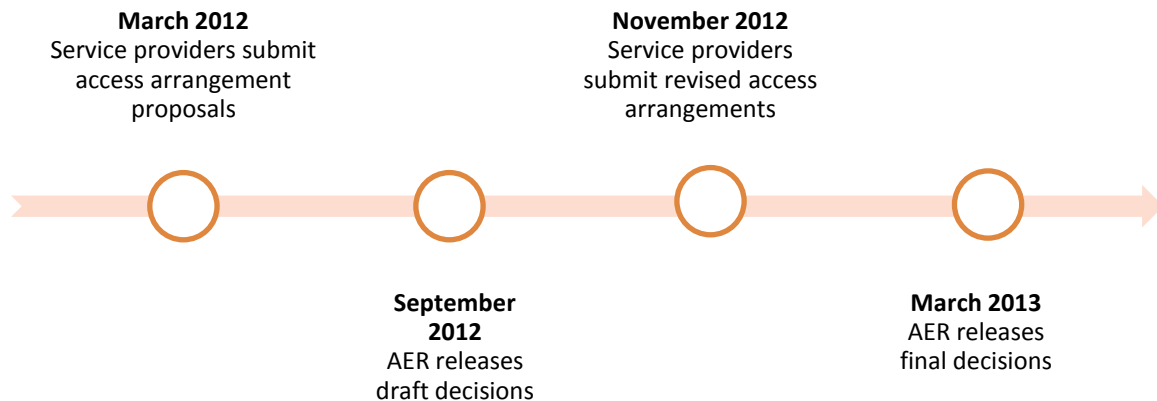 March 2012
Service providers submit
access arrangement
proposals
November 2012
Service providers
submit revised access
arrangements
September
2012
AER releases
draft decisions
March 2013
AER releases
final decisions